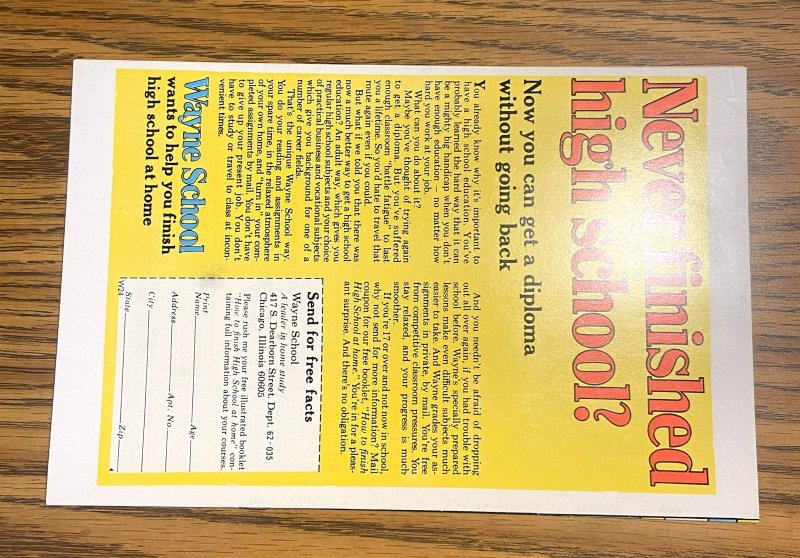 Never finished
high school?
Now you can get a diploma
without going back
You already know why it's important to
have a high school education. You've
probably learned the hard way that it can
be a mighty big handicap when you don't
have enough education—no matter how
hard you work at your job.
What can you do about it?
Maybe you've thought of trying again
to get a diploma. But you've suffered
enough classroom "battle fatigue" to last
you a lifetime. So you'd hate to travel that
route again even if you could.
But what if we told you that there was
now a much better way to get a high school
education? An adult way, which gives you
regular high school subjects and your choice
of practical business and vocational subjects
which give you background for one of a
number of career fields.
That's the unique Wayne School way.
You do your reading and assignments in
your spare time, in the relaxed atmosphere
of your own home, and "turn in" your com-
pleted assignments by mail. You don't have
to give up your present job. You don't
have to study or travel to class at incon-
venient times.
Wayne School
wants to help you finish
high school at home
And you needn't be afraid of dropping
out all over again, if you had trouble with
school before. Wayne's specially prepared
lessons make even difficult subjects much
easier to take. And Wayne grades your as-
signments in private, by mail. You're free
from competitive classroom pressures. You
stay relaxed, and your progress is much
smoother.
If you're 17 or over and not now in school,
why not send for more information? Mail
coupon for our free booklet, "How to finish
High School at home." You're in for a pleas-
ant surprise. And there's no obligation.
Send for free facts
Wayne School
A leader in home study
417 S. Dearborn Street, Dept. 62-035
Chicago, Illinois 60605
Please rush me your free illustrated booklet
"How to finish High School at home" con-
taining full information about your courses.
Print
Name Age
Address Apt. No.
City
State Zip
W24 4